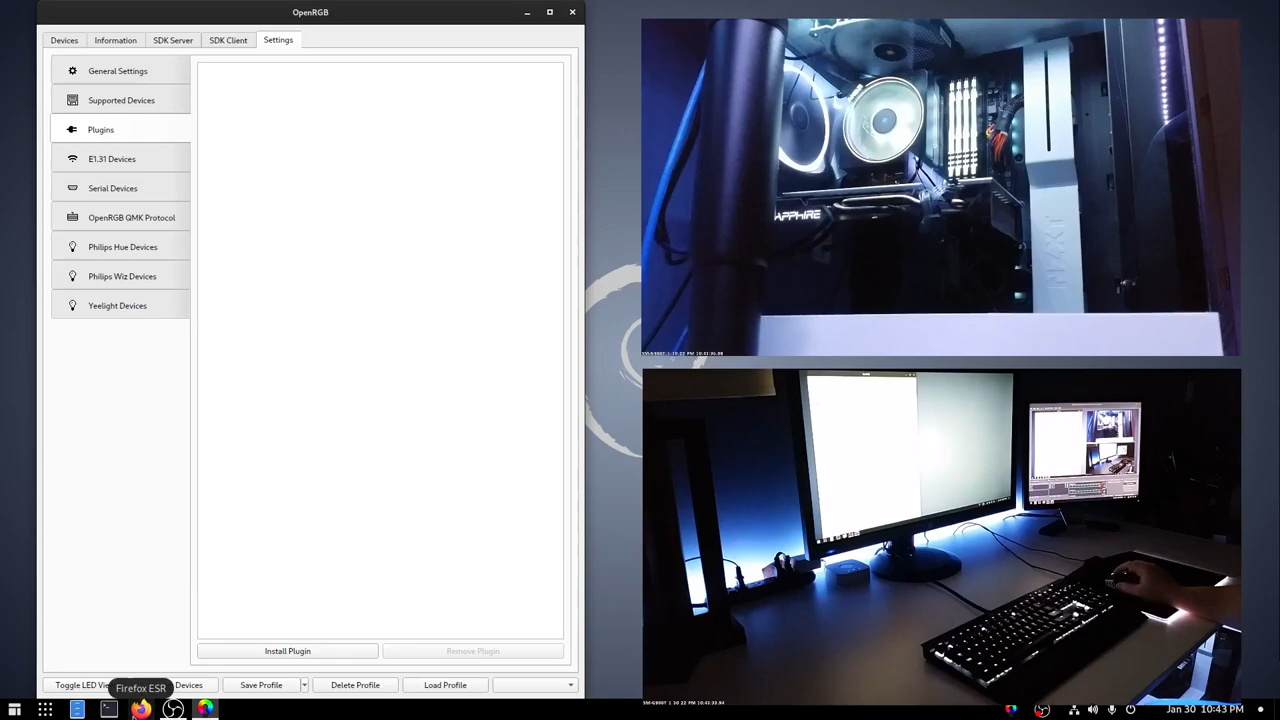 OpenRGB
Devices
Information
SDK Server
SDK Client
Settings
General Settings
Supported Devices
Plugins
E1.31 Devices
Serial Devices
OpenRGB QMK Protocol
Philips Hue Devices
Philips Wiz Devices
Yeelight Devices
Install Plugin
Remove Plugin
Toggle LED Vie
Devices
Save Profile
Delete Profile
Load Profile
Firefox ESR
APPHIRE
NZXT
Jan 30 10:43 PM